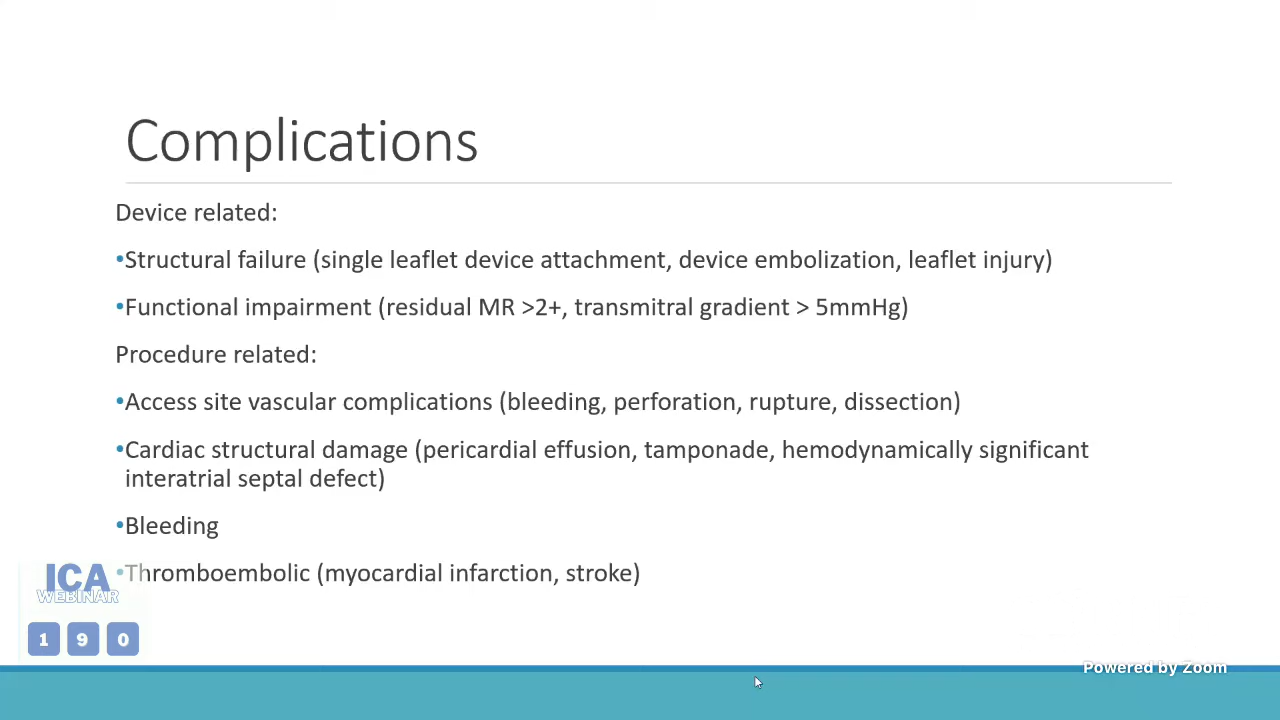 Complications
Device related:
•Structural failure (single leaflet device attachment, device embolization, leaflet injury)
•Functional impairment (residual MR >2+, transmitral gradient > 5mmHg)
Procedure related:
•Access site vascular complications (bleeding, perforation, rupture, dissection)
•Cardiac structural damage (pericardial effusion, tamponade, hemodynamically significant
interatrial septal defect)
•Bleeding
•Thromboembolic (myocardial infarction, stroke)
ICA
WEBINAR
1 9 0
Powered by Zoom